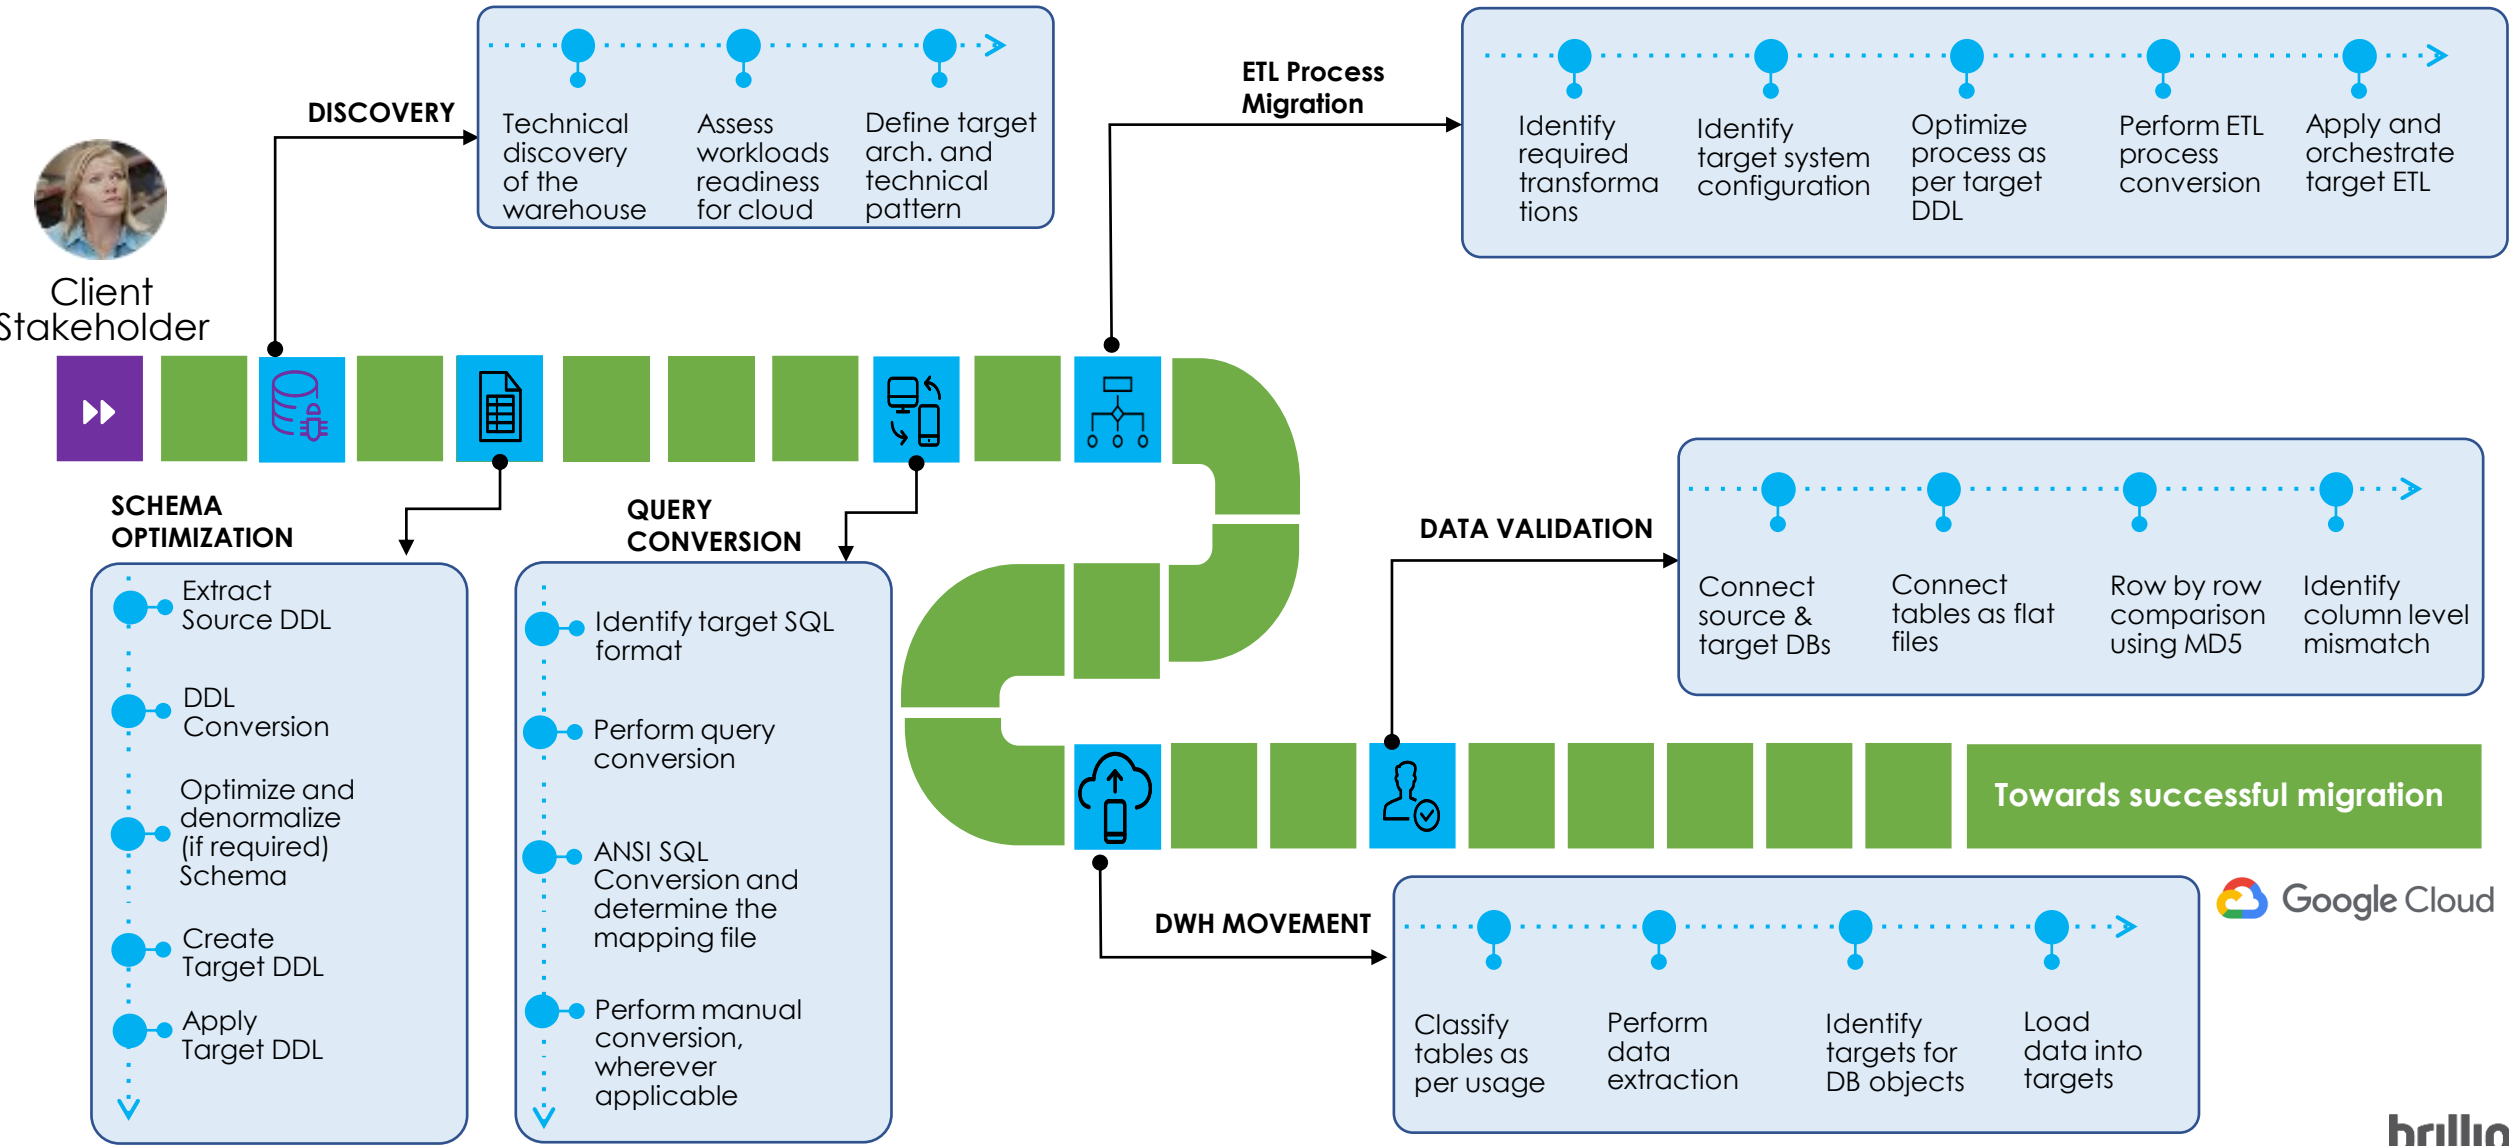 DISCOVERY
Technical
discovery
of the
warehouse
Assess
workloads
readiness
for cloud
Define target
arch. and
technical
pattern
ETL Process
Migration
Identify
required
transforma
tions
Identify
target system
configuration
Optimize
process as
per target
DDL
Perform ETL
process
conversion
Apply and
orchestrate
target ETL
Client
Stakeholder
SCHEMA
OPTIMIZATION
Extract
Source DDL
DDL
Conversion
Optimize and
denormalize
(if required)
Schema
Create
Target DDL
Apply
Target DDL
QUERY
CONVERSION
Identify target SQL
format
Perform query
conversion
ANSI SQL
Conversion and
determine the
mapping file
Perform manual
conversion,
wherever
applicable
DATA VALIDATION
Connect
source &
target DBs
Connect
tables as flat
files
Row by row
comparison
using MD5
Identify
column level
mismatch
Towards successful migration
Google Cloud
DWH MOVEMENT
Classify
tables as
per usage
Perform
data
extraction
Identify
targets for
DB objects
Load
data into
targets
brillio